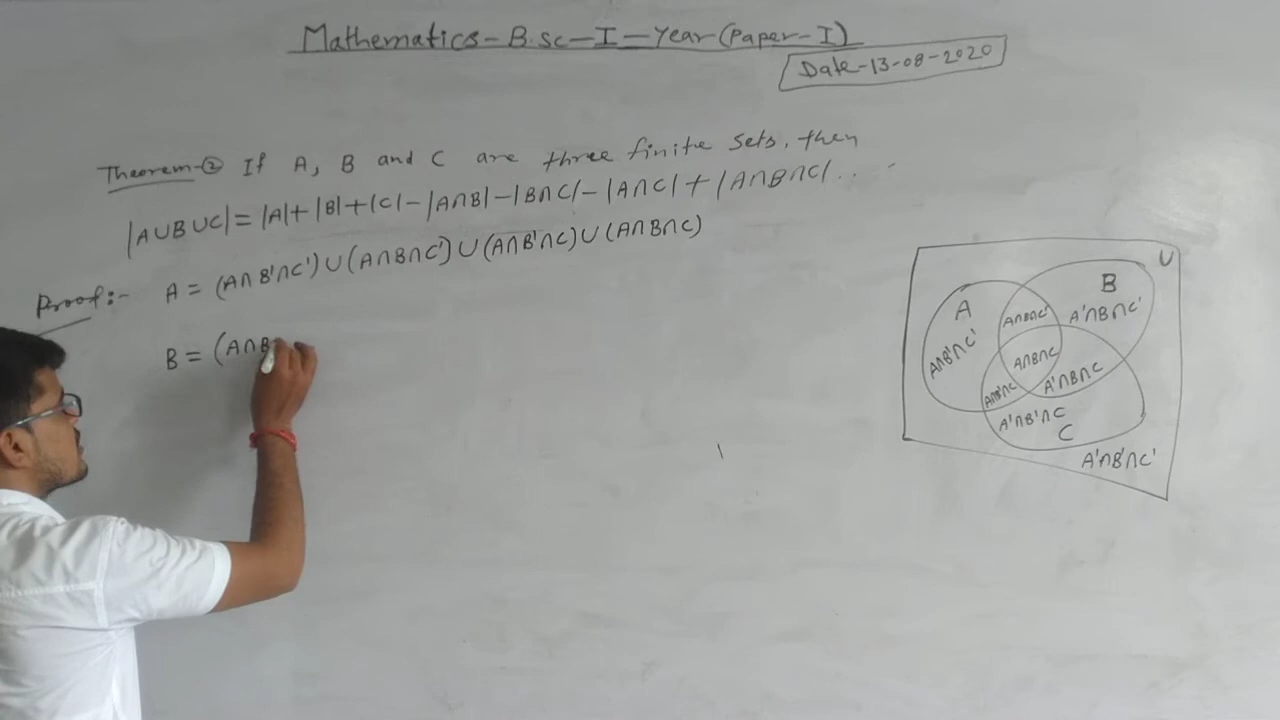 Mathematics-B.sc-I-Year(Paper-I)
Date-13-08-2020
Theorem-② If A, B and C are three finite sets, then
|A∪B∪C|= |A|+|B|+|C|-|A∩B|-|B∩C|-|A∩C|+|A∩B∩C|...
Proof:- A = (A∩B'∩C')∪(A∩B∩C')∪(A∩B'∩C)∪(A∩B∩C)
B = (A∩B
U
A
B
A∩B∩C'
A'∩B∩C'
A∩B'∩C'
A∩B∩C
A'∩B∩C
A∩B'∩C
A'∩B'∩C
C
A'∩B'∩C'